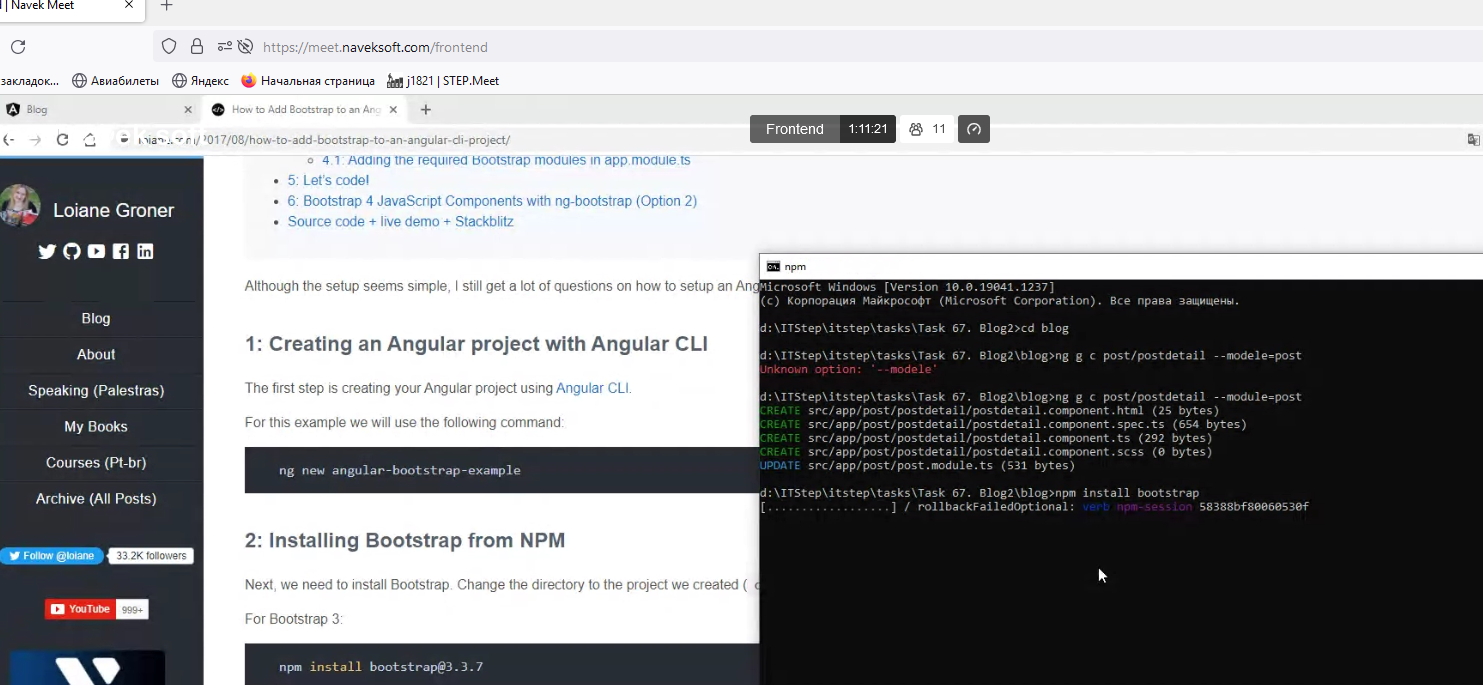 | Navek Meet
https://meet.naveksoft.com/frontend
закладок...
Авиабилеты
Яндекс
Начальная страница
j1821 | STEP.Meet
Blog
How to Add Bootstrap to an Ang
2017/08/how-to-add-bootstrap-to-an-angular-cli-project/
Frontend
1:11:21
11
4.1: Adding the required Bootstrap modules in app.module.ts
5: Let's code!
6: Bootstrap 4 JavaScript Components with ng-bootstrap (Option 2)
Source code + live demo + Stackblitz
Loiane Groner
Blog
About
Speaking (Palestras)
My Books
Courses (Pt-br)
Archive (All Posts)
Follow @loiane
33.2K followers
YouTube
999+
Although the setup seems simple, I still get a lot of questions on how to setup an Ang
1: Creating an Angular project with Angular CLI
The first step is creating your Angular project using Angular CLI.
For this example we will use the following command:
ng new angular-bootstrap-example
2: Installing Bootstrap from NPM
Next, we need to install Bootstrap. Change the directory to the project we created (
For Bootstrap 3:
npm install bootstrap@3.3.7
npm
Microsoft Windows [Version 10.0.19041.1237]
(c) Корпорация Майкрософт (Microsoft Corporation). Все права защищены.
d:\ITStep\itstep\tasks\Task 67. Blog2>cd blog
d:\ITStep\itstep\tasks\Task 67. Blog2\blog>ng g c post/postdetail --modele=post
Unknown option: '--modele'
d:\ITStep\itstep\tasks\Task 67. Blog2\blog>ng g c post/postdetail --module=post
CREATE src/app/post/postdetail/postdetail.component.html (25 bytes)
CREATE src/app/post/postdetail/postdetail.component.spec.ts (654 bytes)
CREATE src/app/post/postdetail/postdetail.component.ts (292 bytes)
CREATE src/app/post/postdetail/postdetail.component.scss (0 bytes)
UPDATE src/app/post/post.module.ts (531 bytes)
d:\ITStep\itstep\tasks\Task 67. Blog2\blog>npm install bootstrap
[..................] / rollbackFailedOptional: verb npm-session 58388bf80060530f